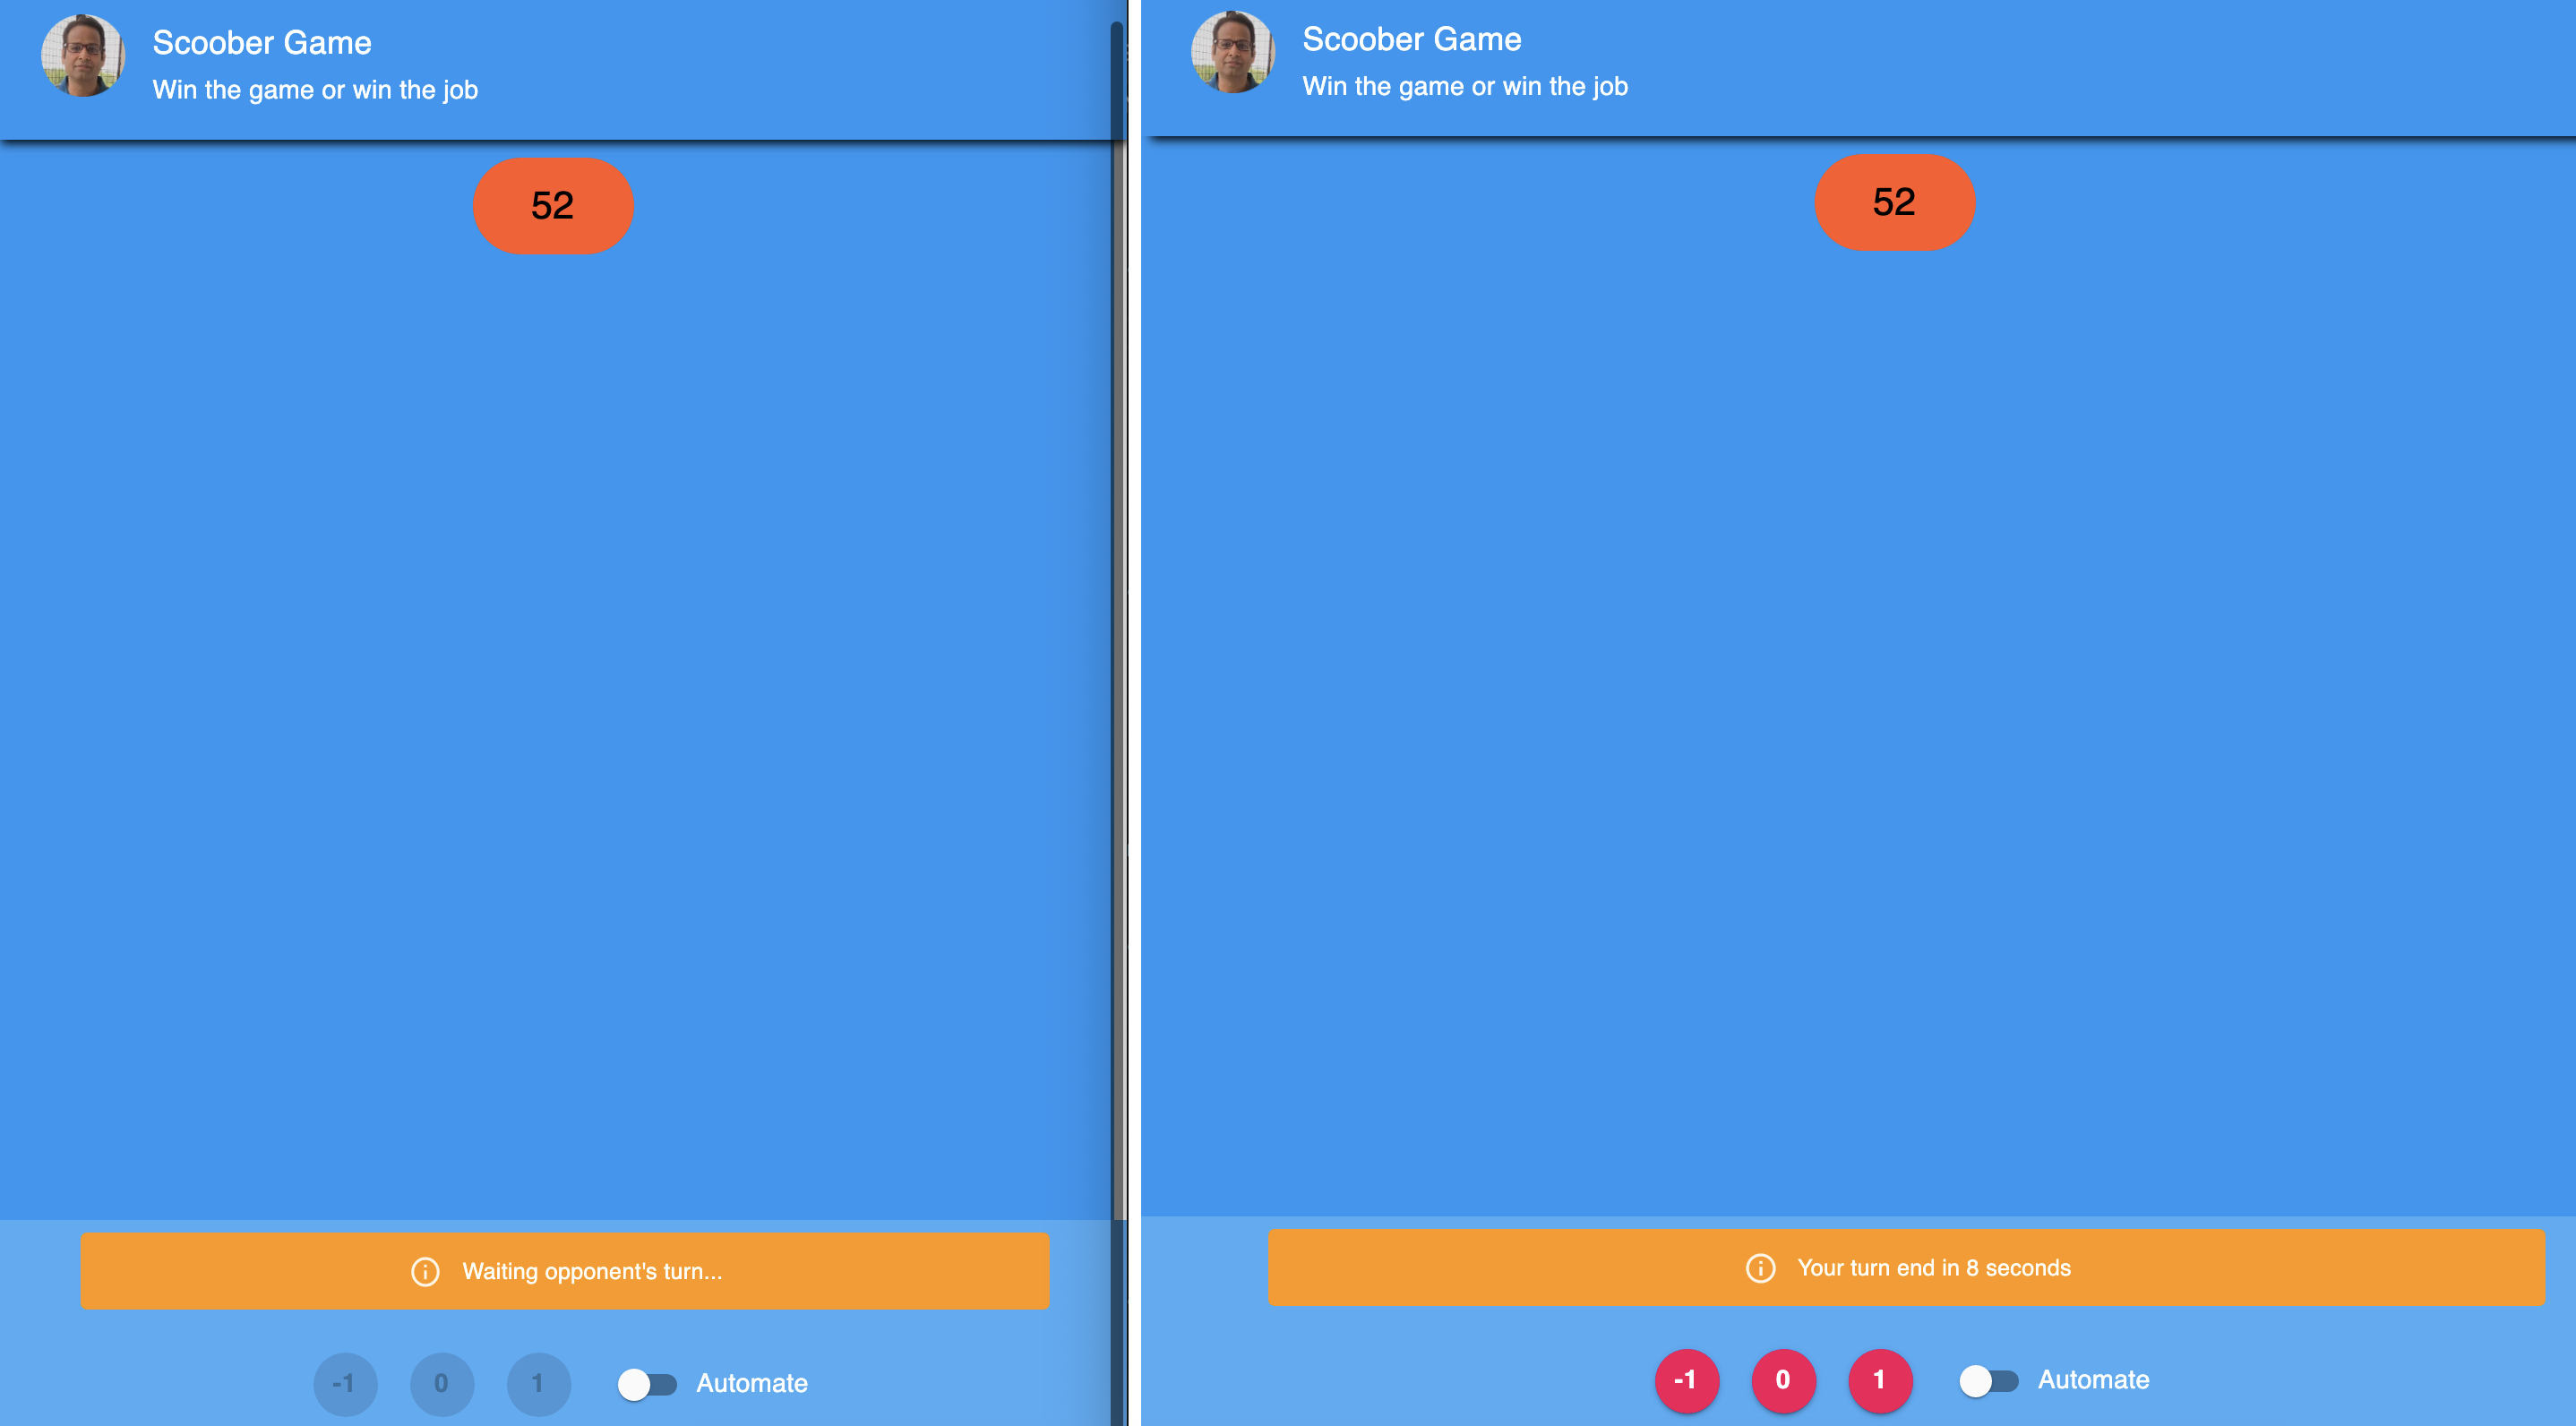 Scoober Game
Win the game or win the job
52
Waiting opponent's turn...
-1 0 1 Automate
Scoober Game
Win the game or win the job
52
Your turn end in 8 seconds
-1 0 1 Automate